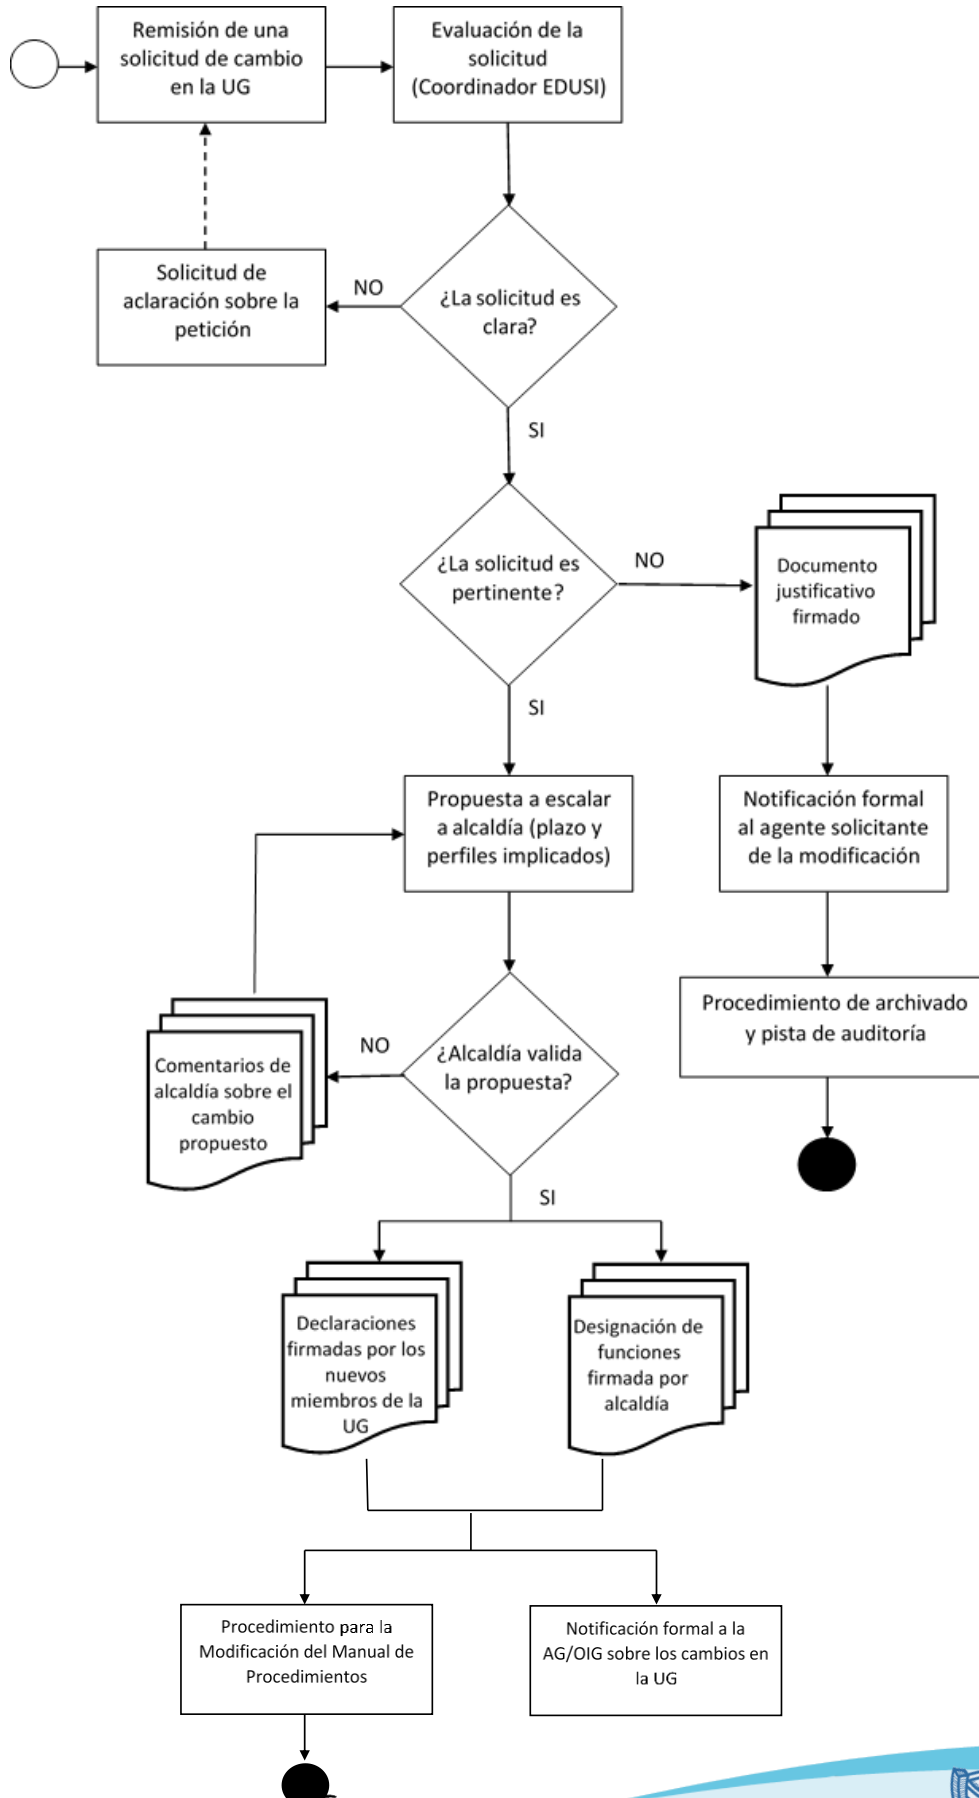 Remisión de una
solicitud de cambio
en la UG
Evaluación de la
solicitud
(Coordinador EDUSI)
Solicitud de
aclaración sobre la
petición
NO
¿La solicitud es
clara?
SI
¿La solicitud es
pertinente?
NO
Documento
justificativo
firmado
SI
Propuesta a escalar
a alcaldía (plazo y
perfiles implicados)
Notificación formal
al agente solicitante
de la modificación
Procedimiento de archivado
y pista de auditoría
Comentarios de
alcaldía sobre el
cambio
propuesto
NO
¿Alcaldía valida
la propuesta?
SI
Declaraciones
firmadas por los
nuevos
miembros de la
UG
Designación de
funciones
firmada por
alcaldía
Procedimiento para la
Modificación del Manual de
Procedimientos
Notificación formal a la
AG/OIG sobre los cambios en
la UG